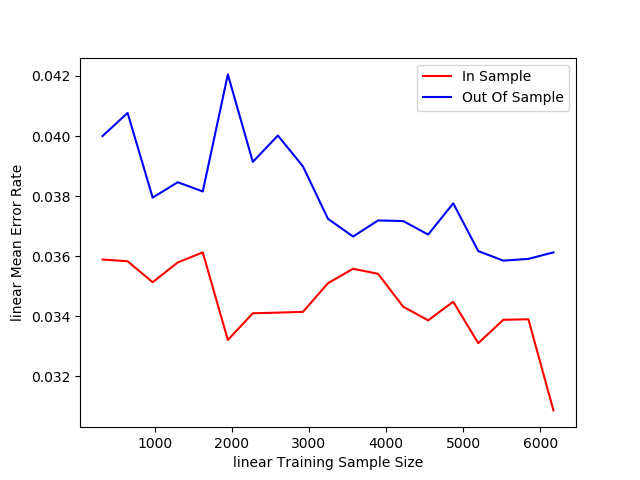 In Sample
Out Of Sample
0.042
0.040
0.038
0.036
0.034
0.032
linear Mean Error Rate
1000 2000 3000 4000 5000 6000
linear Training Sample Size